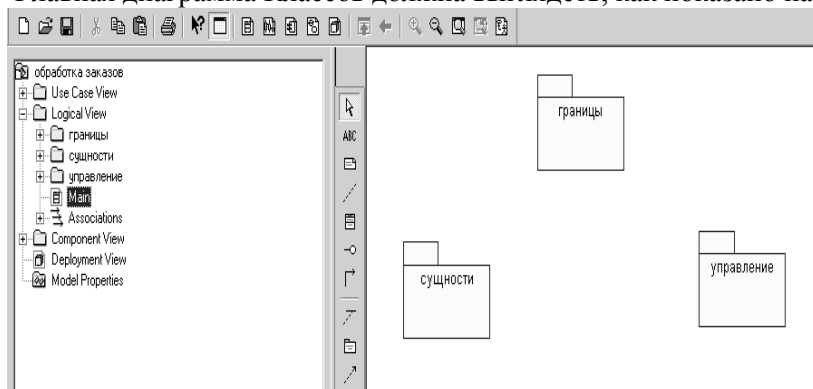 Главная диаграмма Классов должна выглядеть, как показано на
обработка заказов
Use Case View
Logical View
границы
сущности
управление
Main
Associations
Component View
Deployment View
Model Properties
ABC
границы
сущности
управление